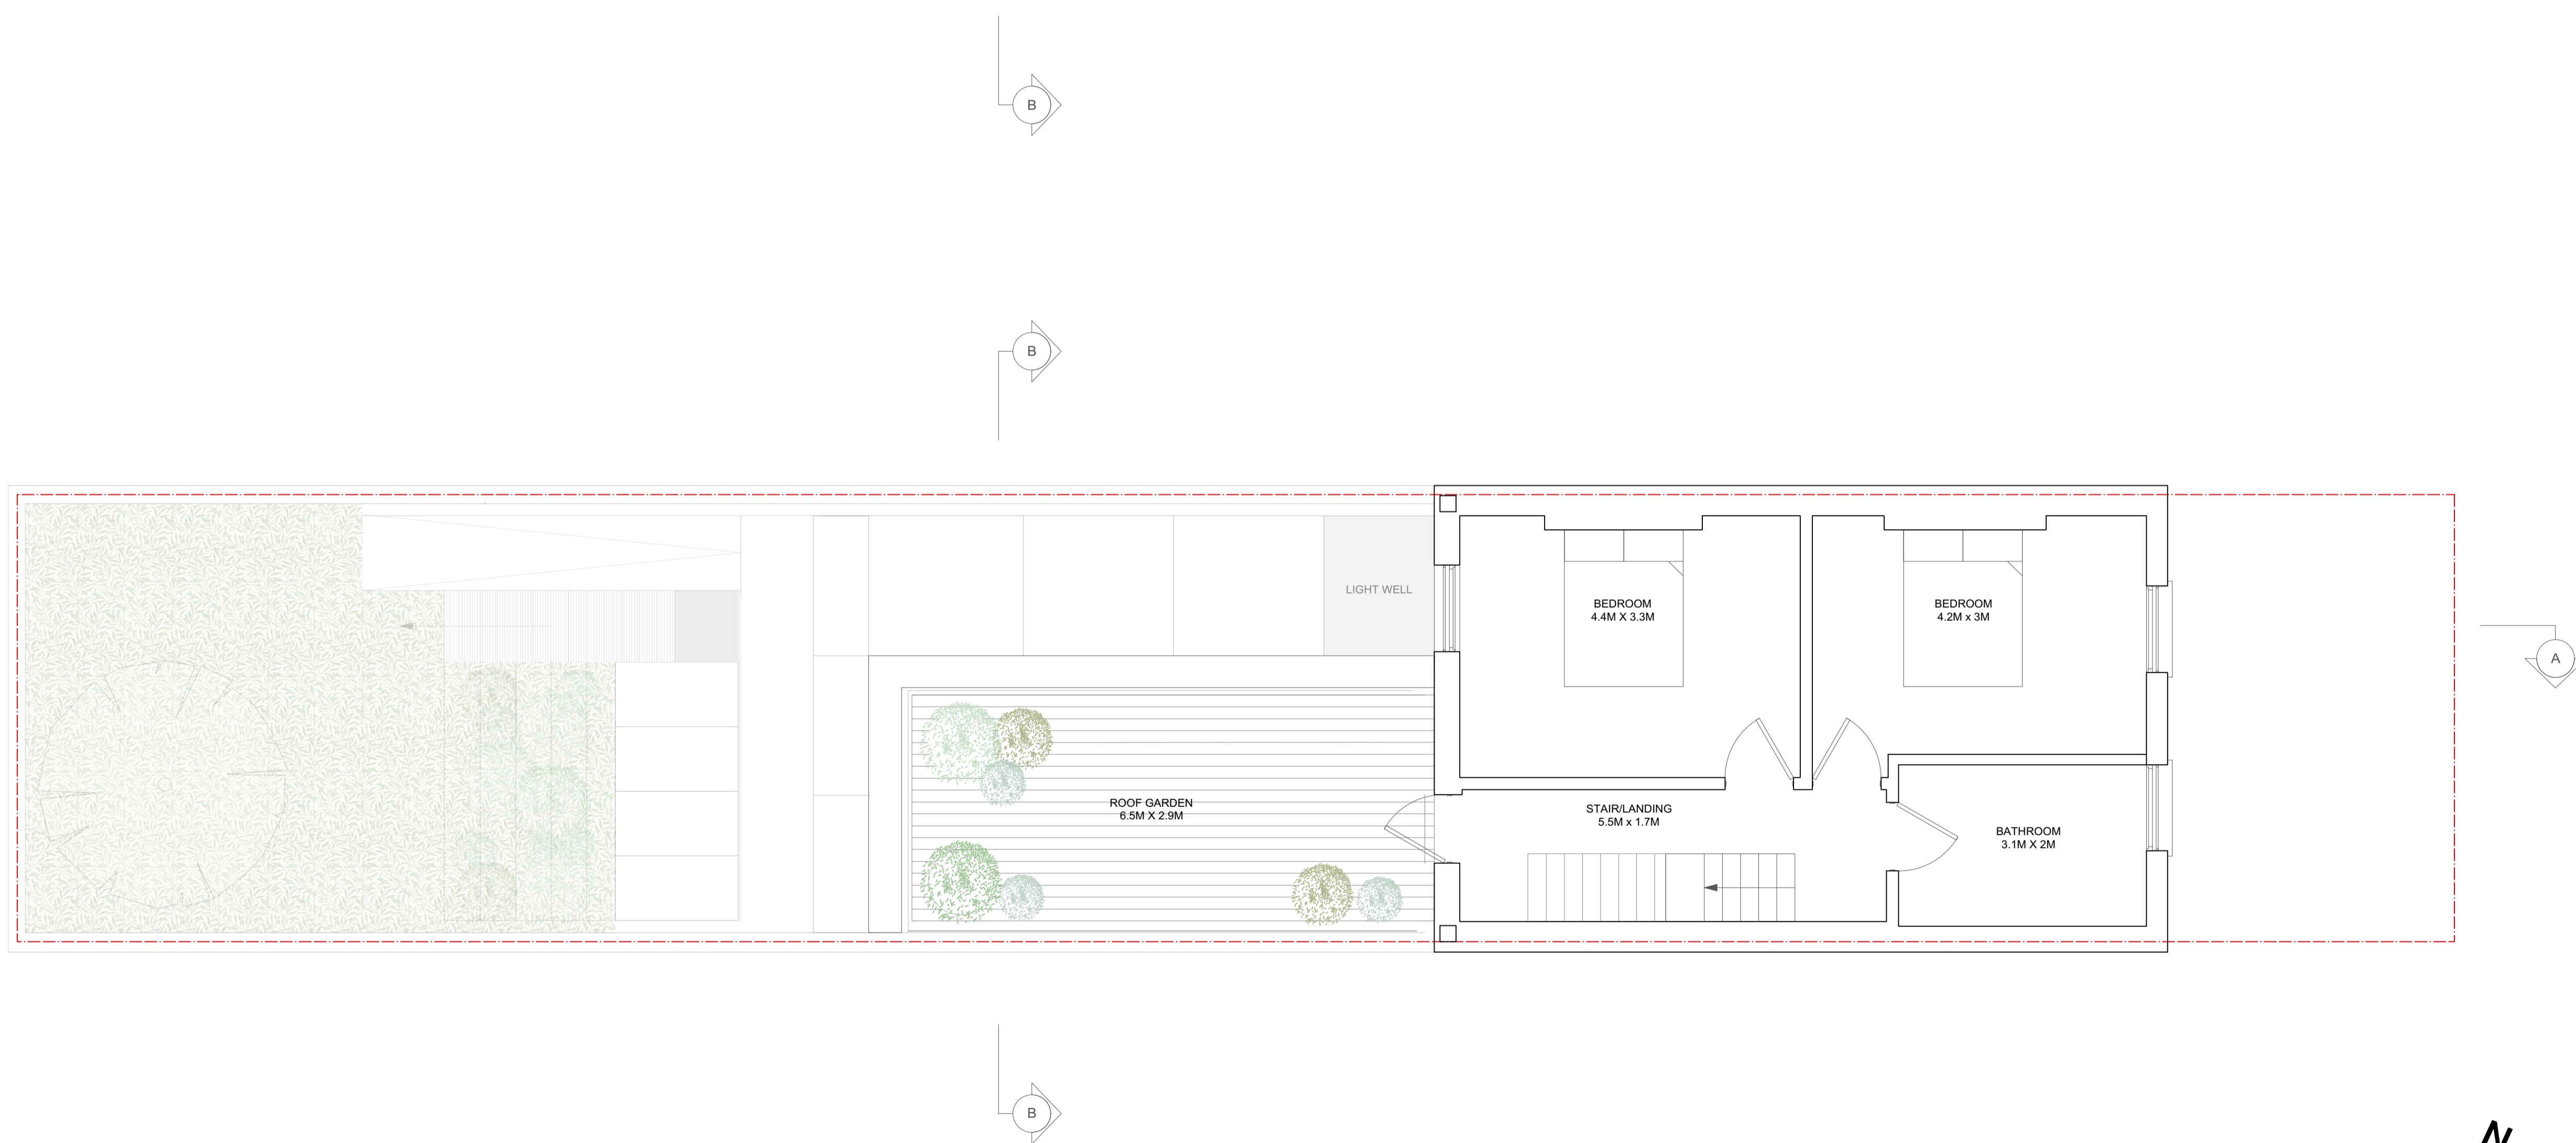 B
B
LIGHT WELL
BEDROOM
4.4M X 3.3M
BEDROOM
4.2M x 3M
A
ROOF GARDEN
6.5M X 2.9M
STAIR/LANDING
5.5M x 1.7M
BATHROOM
3.1M X 2M
B
N